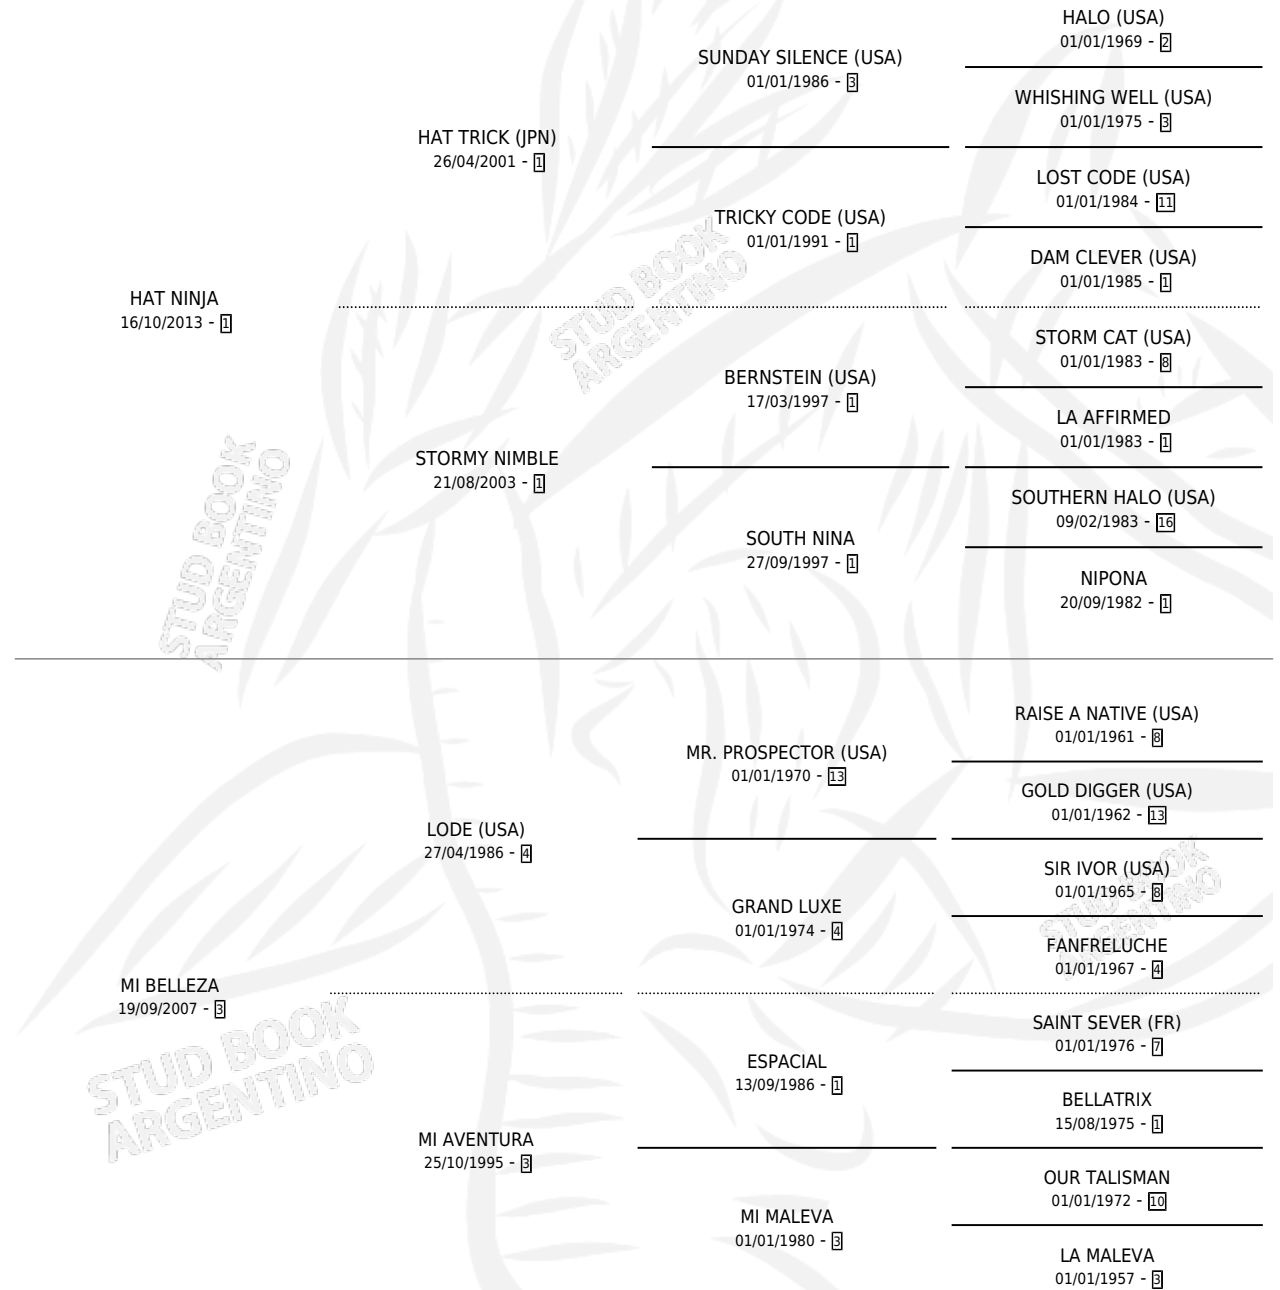 HALO (USA)
01/01/1969 - 2
SUNDAY SILENCE (USA)
01/01/1986 - 3
WHISHING WELL (USA)
01/01/1975 - 3
HAT TRICK (JPN)
26/04/2001 - 1
LOST CODE (USA)
01/01/1984 - 11
TRICKY CODE (USA)
01/01/1991 - 1
DAM CLEVER (USA)
01/01/1985 - 1
HAT NINJA
16/10/2013 - 1
STORM CAT (USA)
01/01/1983 - 8
BERNSTEIN (USA)
17/03/1997 - 1
LA AFFIRMED
01/01/1983 - 1
STORMY NIMBLE
21/08/2003 - 1
SOUTHERN HALO (USA)
09/02/1983 - 16
SOUTH NINA
27/09/1997 - 1
NIPONA
20/09/1982 - 1
RAISE A NATIVE (USA)
01/01/1961 - 8
MR. PROSPECTOR (USA)
01/01/1970 - 13
GOLD DIGGER (USA)
01/01/1962 - 13
LODE (USA)
27/04/1986 - 4
SIR IVOR (USA)
01/01/1965 - 8
GRAND LUXE
01/01/1974 - 4
FANFRELUCHE
01/01/1967 - 4
MI BELLEZA
19/09/2007 - 3
SAINT SEVER (FR)
01/01/1976 - 7
ESPACIAL
13/09/1986 - 1
BELLATRIX
15/08/1975 - 1
MI AVENTURA
25/10/1995 - 3
OUR TALISMAN
01/01/1972 - 10
MI MALEVA
01/01/1980 - 3
LA MALEVA
01/01/1957 - 3
STUD BOOK
ARGENTINO
STUD BOOK
ARGENTINO
STUD BOOK
ARGENTINO
STUD BOOK
ARGENTINO